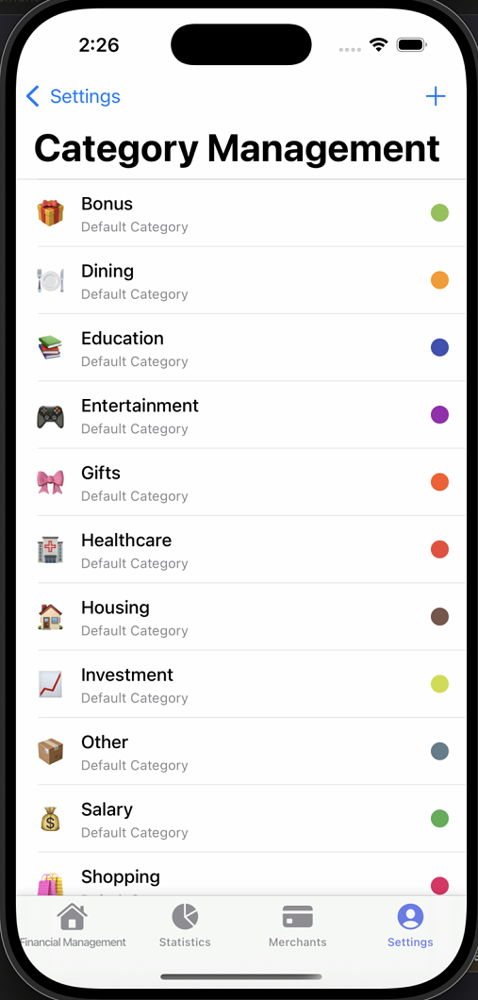 2:26
Settings
Category Management
Bonus
Default Category
Dining
Default Category
Education
Default Category
Entertainment
Default Category
Gifts
Default Category
Healthcare
Default Category
Housing
Default Category
Investment
Default Category
Other
Default Category
Salary
Default Category
Shopping
Financial Management
Statistics
Merchants
Settings